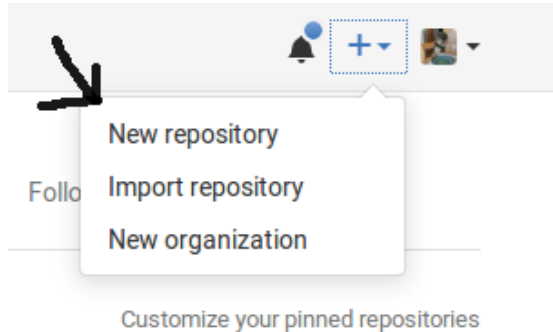 New repository
Follo
Import repository
New organization
Customize your pinned repositories